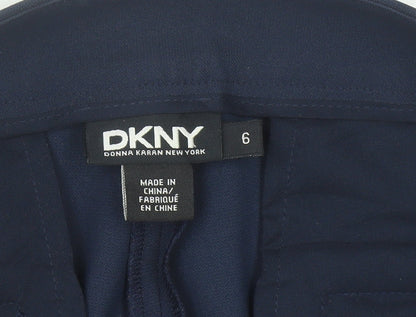 DKNY
DONNA KARAN NEW YORK
6
MADE IN
CHINA/
FABRIQUÉ
EN CHINE